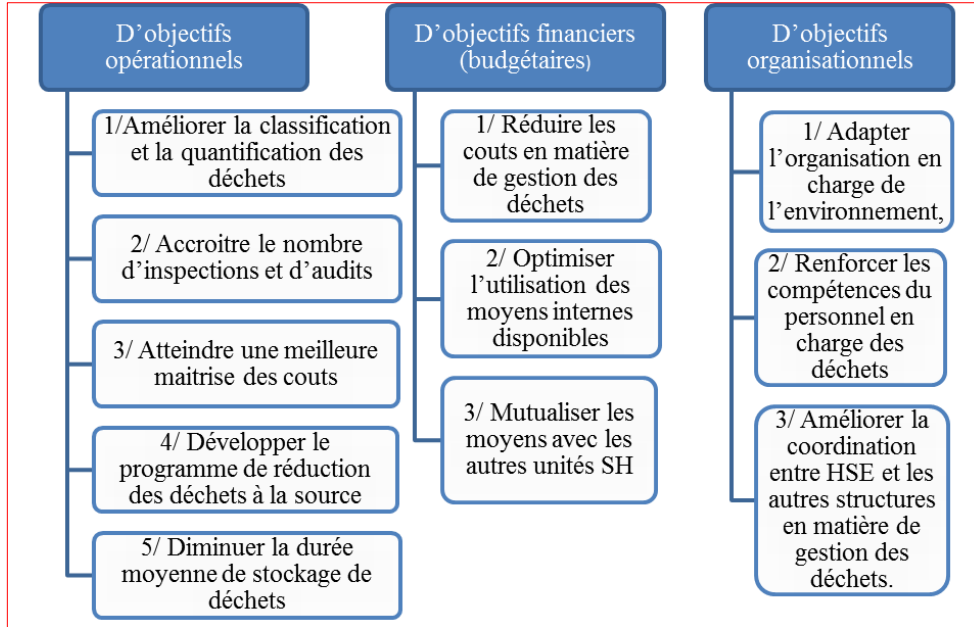 D’objectifs
opérationnels
1/Améliorer la classification
et la quantification des
déchets
2/ Accroitre le nombre
d’inspections et d’audits
3/ Atteindre une meilleure
maitrise des couts
4/ Développer le
programme de réduction
des déchets à la source
5/ Diminuer la durée
moyenne de stockage de
déchets
D’objectifs financiers
(budgétaires)
1/ Réduire les
couts en matière
de gestion des
déchets
2/ Optimiser
l’utilisation des
moyens internes
disponibles
3/ Mutualiser les
moyens avec les
autres unités SH
D’objectifs
organisationnels
1/ Adapter
l’organisation en
charge de
l’environnement,
2/ Renforcer les
compétences du
personnel en
charge des
déchets
3/ Améliorer la
coordination
entre HSE et les
autres structures
en matière de
gestion des
déchets.